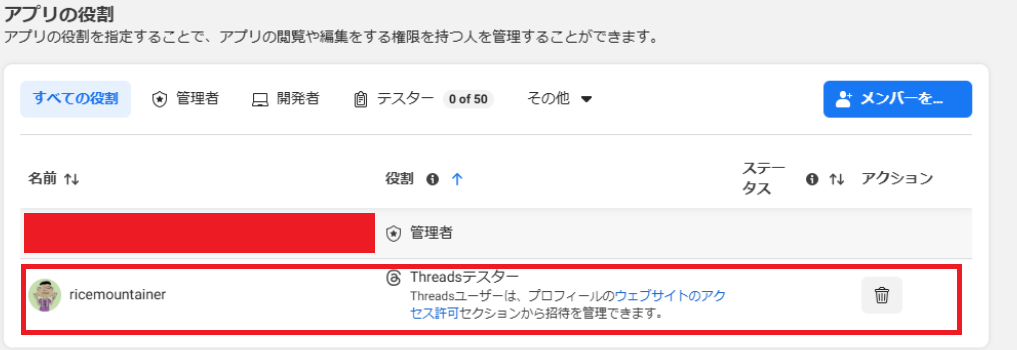 アプリの役割
アプリの役割を指定することで、アプリの閲覧や編集をする権限を持つ人を管理することができます。
すべての役割 管理者 開発者 テスター 0 of 50 その他 メンバーを...
名前 役割 ステータス アクション
管理者
ricemountainer
Threadsテスター
Threadsユーザーは、プロフィールのウェブサイトのアク
セス許可セクションから招待を管理できます。